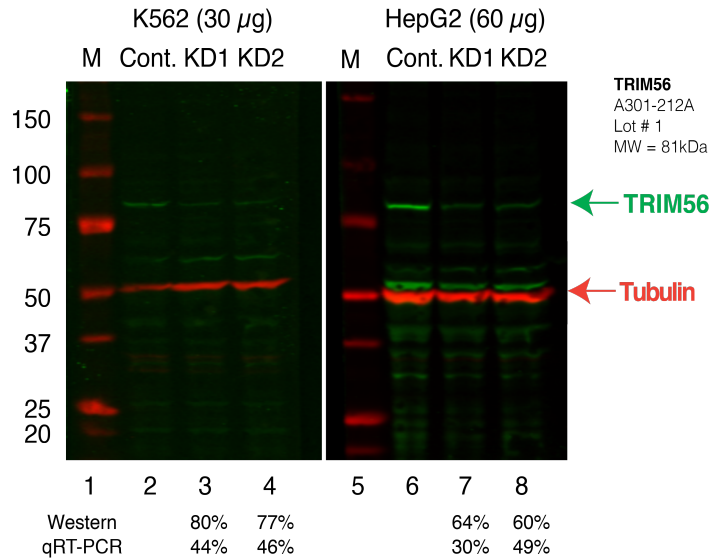 K562 (30 µg) HepG2 (60 µg)
M Cont. KD1 KD2 M Cont. KD1 KD2
TRIM56
A301-212A
Lot # 1
MW = 81kDa
150
100
75
50
37
25
20
TRIM56
Tubulin
1 2 3 4 5 6 7 8
Western 80% 77% 64% 60%
qRT-PCR 44% 46% 30% 49%